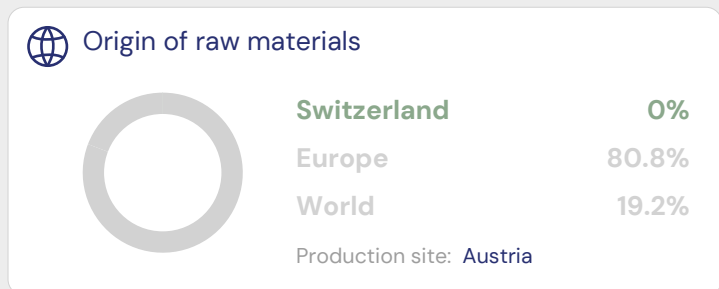 Origin of raw materials
Switzerland 0%
Europe 80.8%
World 19.2%
Production site: Austria